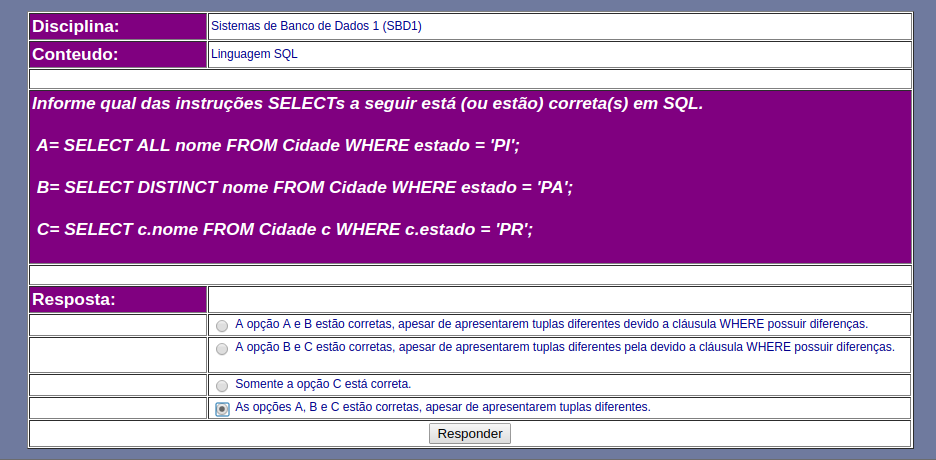 Disciplina: Sistemas de Banco de Dados 1 (SBD1)
Conteudo: Linguagem SQL
Informe qual das instruções SELECTs a seguir está (ou estão) correta(s) em SQL.
A= SELECT ALL nome FROM Cidade WHERE estado = 'PI';
B= SELECT DISTINCT nome FROM Cidade WHERE estado = 'PA';
C= SELECT c.nome FROM Cidade c WHERE c.estado = 'PR';
Resposta:
A opção A e B estão corretas, apesar de apresentarem tuplas diferentes devido a cláusula WHERE possuir diferenças.
A opção B e C estão corretas, apesar de apresentarem tuplas diferentes pela devido a cláusula WHERE possuir diferenças.
Somente a opção C está correta.
As opções A, B e C estão corretas, apesar de apresentarem tuplas diferentes.
Responder